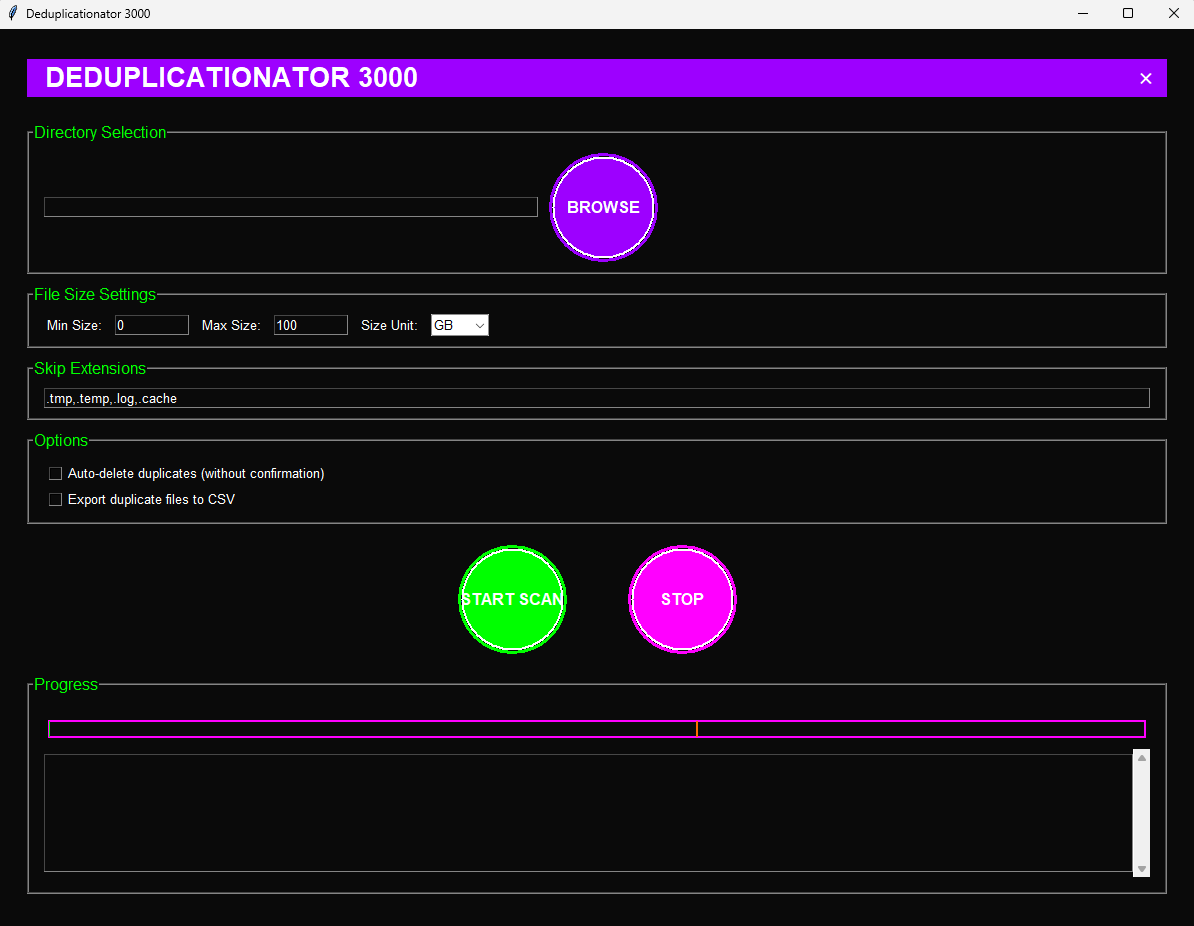 Deduplicationator 3000
DEDUPLICATIONATOR 3000
Directory Selection
BROWSE
File Size Settings
Min Size: 0 Max Size: 100 Size Unit: GB
Skip Extensions
.tmp,.temp,.log,.cache
Options
Auto-delete duplicates (without confirmation)
Export duplicate files to CSV
START SCAN STOP
Progress